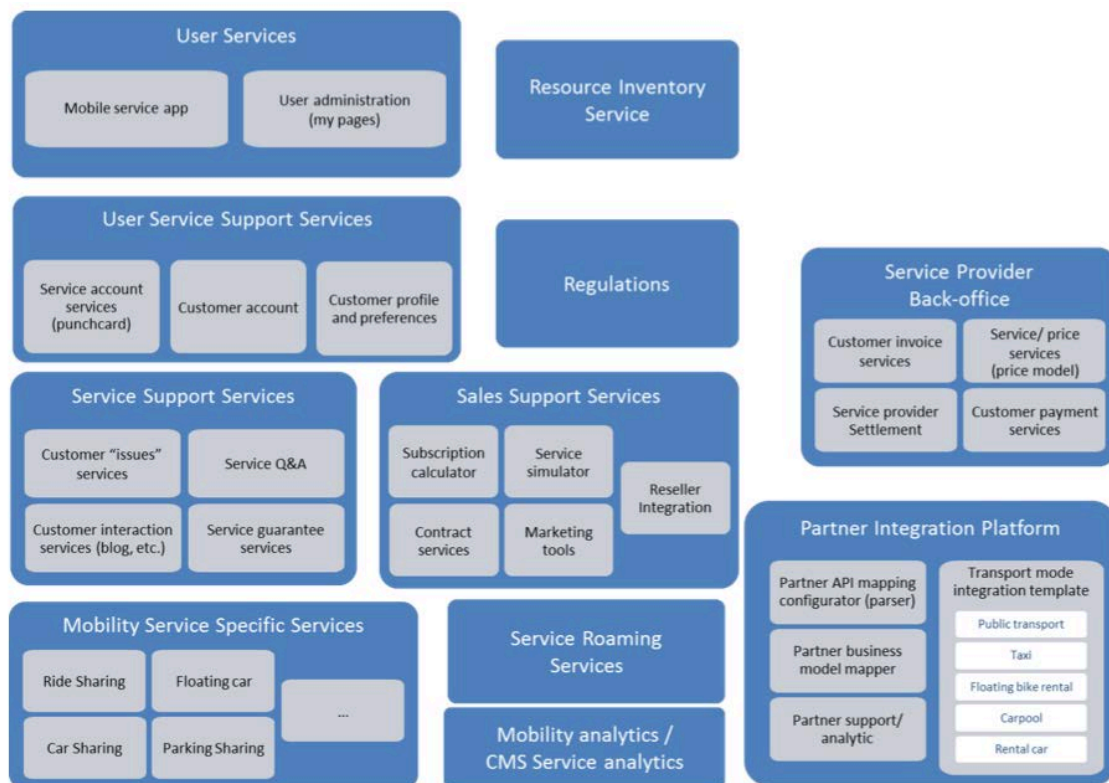 User Services
Mobile service app
User administration
(my pages)
Resource Inventory
Service
User Service Support Services
Service account
services
(punchcard)
Customer account
Customer profile
and preferences
Regulations
Service Provider
Back-office
Customer invoice
services
Service/ price
services
(price model)
Service provider
Settlement
Customer payment
services
Service Support Services
Customer “issues”
services
Service Q&A
Customer interaction
services (blog, etc.)
Service guarantee
services
Sales Support Services
Subscription
calculator
Service
simulator
Contract
services
Marketing
tools
Reseller
Integration
Partner Integration Platform
Partner API mapping
configurator (parser)
Partner business
model mapper
Partner support/
analytic
Transport mode
integration template
Public transport
Taxi
Floating bike rental
Carpool
Rental car
Mobility Service Specific Services
Ride Sharing
Floating car
Car Sharing
Parking Sharing
...
Service Roaming
Services
Mobility analytics /
CMS Service analytics